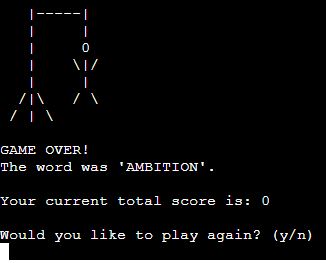 GAME OVER!
The word was 'AMBITION'.
Your current total score is: 0
Would you like to play again? (y/n)